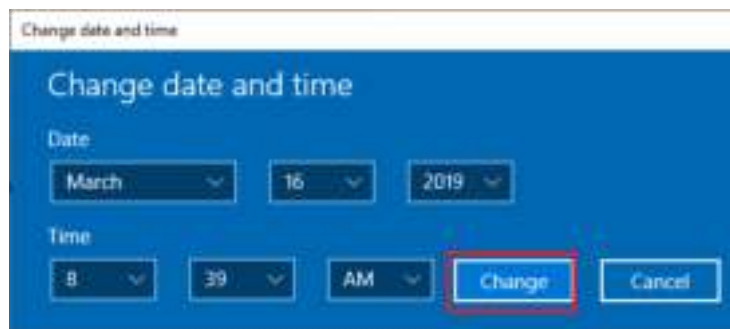 Change date and time
Change date and time
Date
March 16 2019
Time
8 39 AM Change Cancel